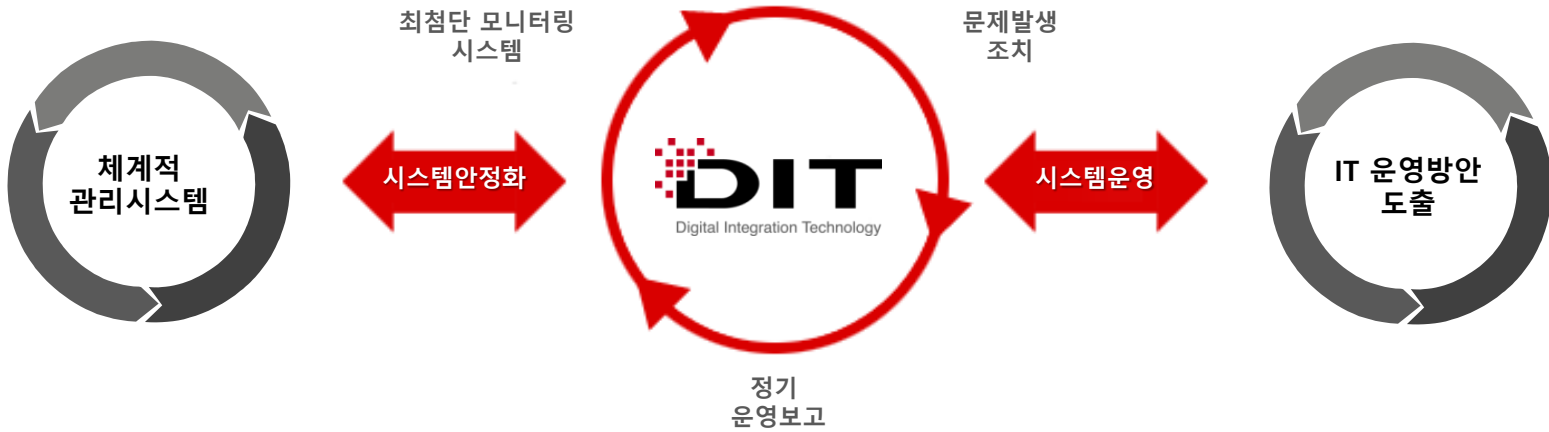 최첨단 모니터링
시스템
문제발생
조치
체계적
관리시스템
시스템안정화
DIT
Digital Integration Technology
시스템운영
IT 운영방안
도출
정기
운영보고